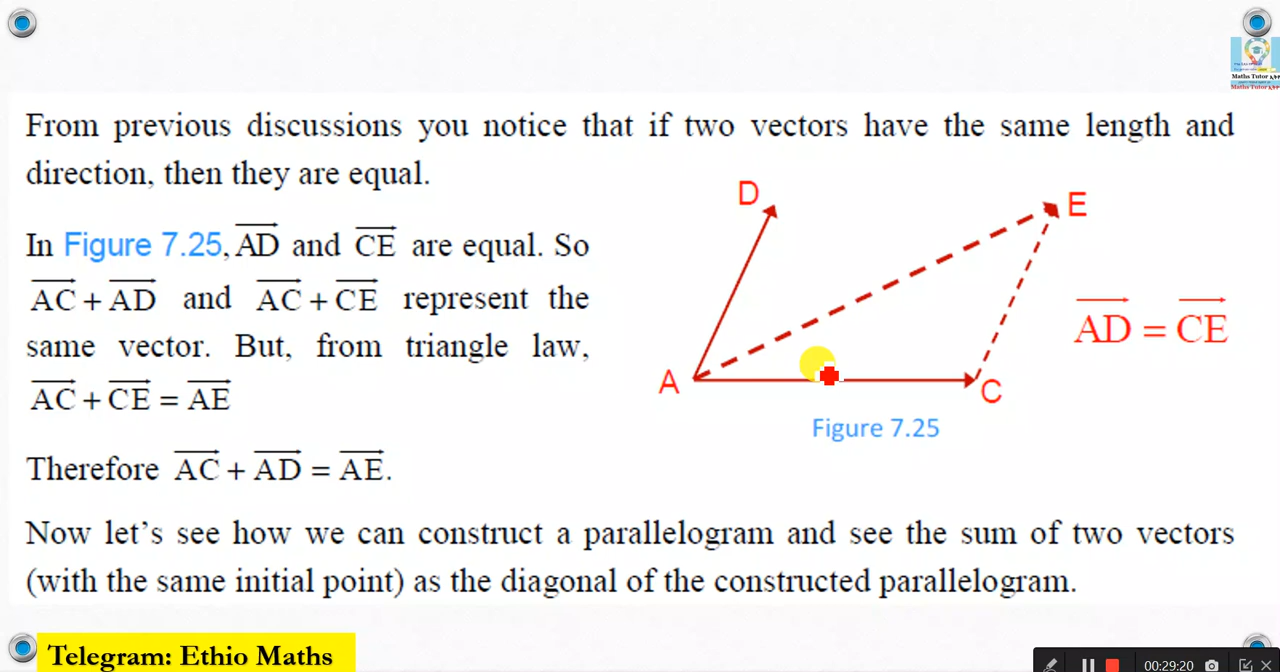 Maths Tutor
Maths Tutor
From previous discussions you notice that if two vectors have the same length and
direction, then they are equal.
In Figure 7.25, AD and CE are equal. So
AC + AD and AC + CE represent the
same vector. But, from triangle law,
AC + CE = AE
Therefore AC + AD = AE.
D
E
A
C
AD = CE
Figure 7.25
Now let’s see how we can construct a parallelogram and see the sum of two vectors
(with the same initial point) as the diagonal of the constructed parallelogram.
Telegram: Ethio Maths
00:29:20